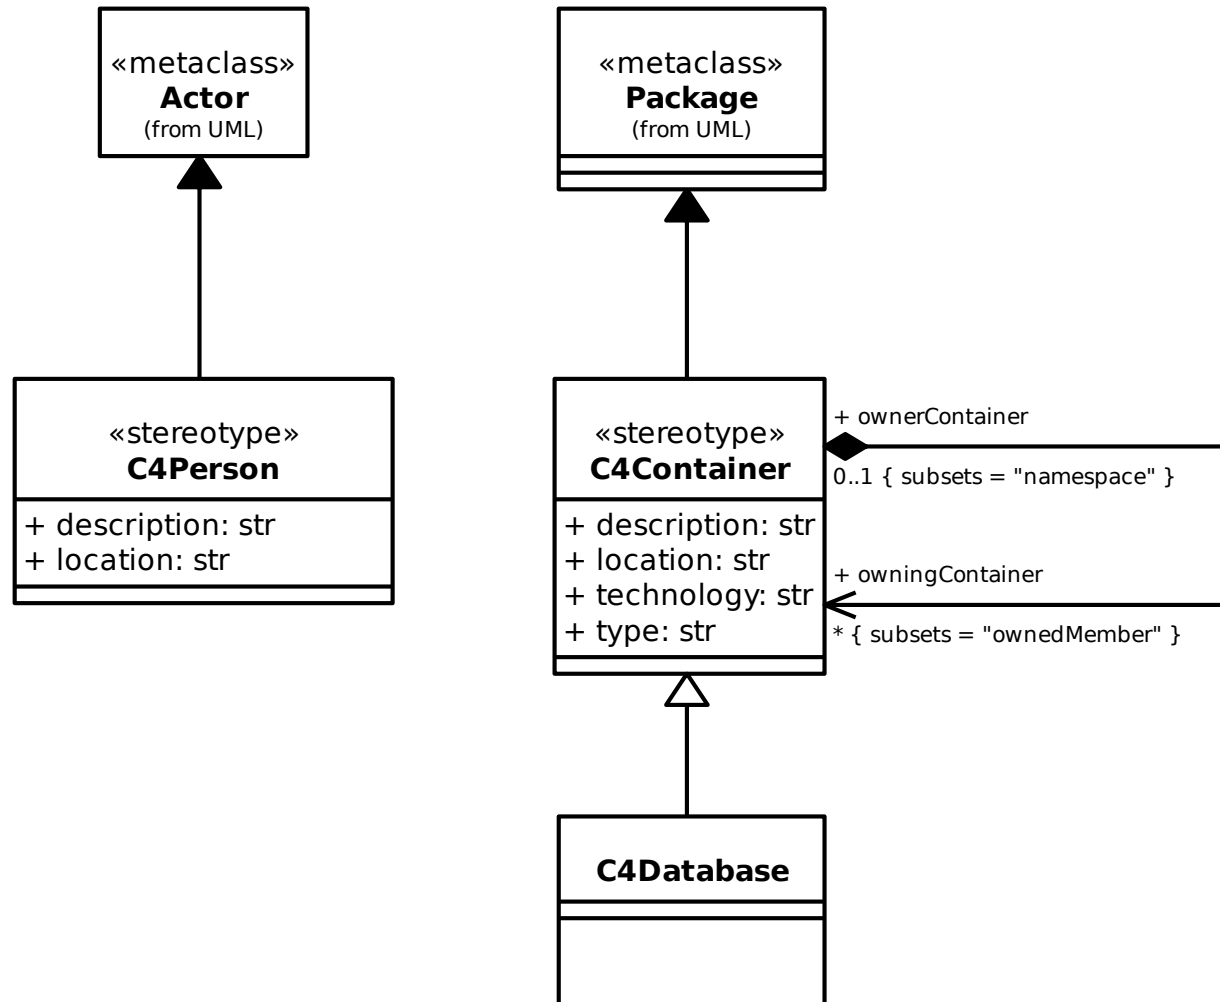 «metaclass»
Actor
(from UML)
«metaclass»
Package
(from UML)
«stereotype»
C4Person
+ description: str
+ location: str
«stereotype»
C4Container
+ description: str
+ location: str
+ technology: str
+ type: str
+ ownerContainer
0..1 { subsets = "namespace" }
+ owningContainer
* { subsets = "ownedMember" }
C4Database